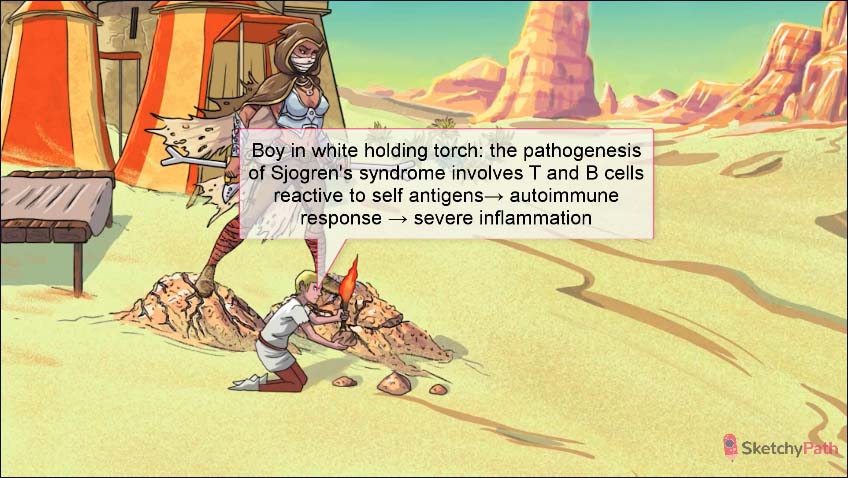 Boy in white holding torch: the pathogenesis
of Sjogren's syndrome involves T and B cells
reactive to self antigens→ autoimmune
response → severe inflammation
SketchyPath